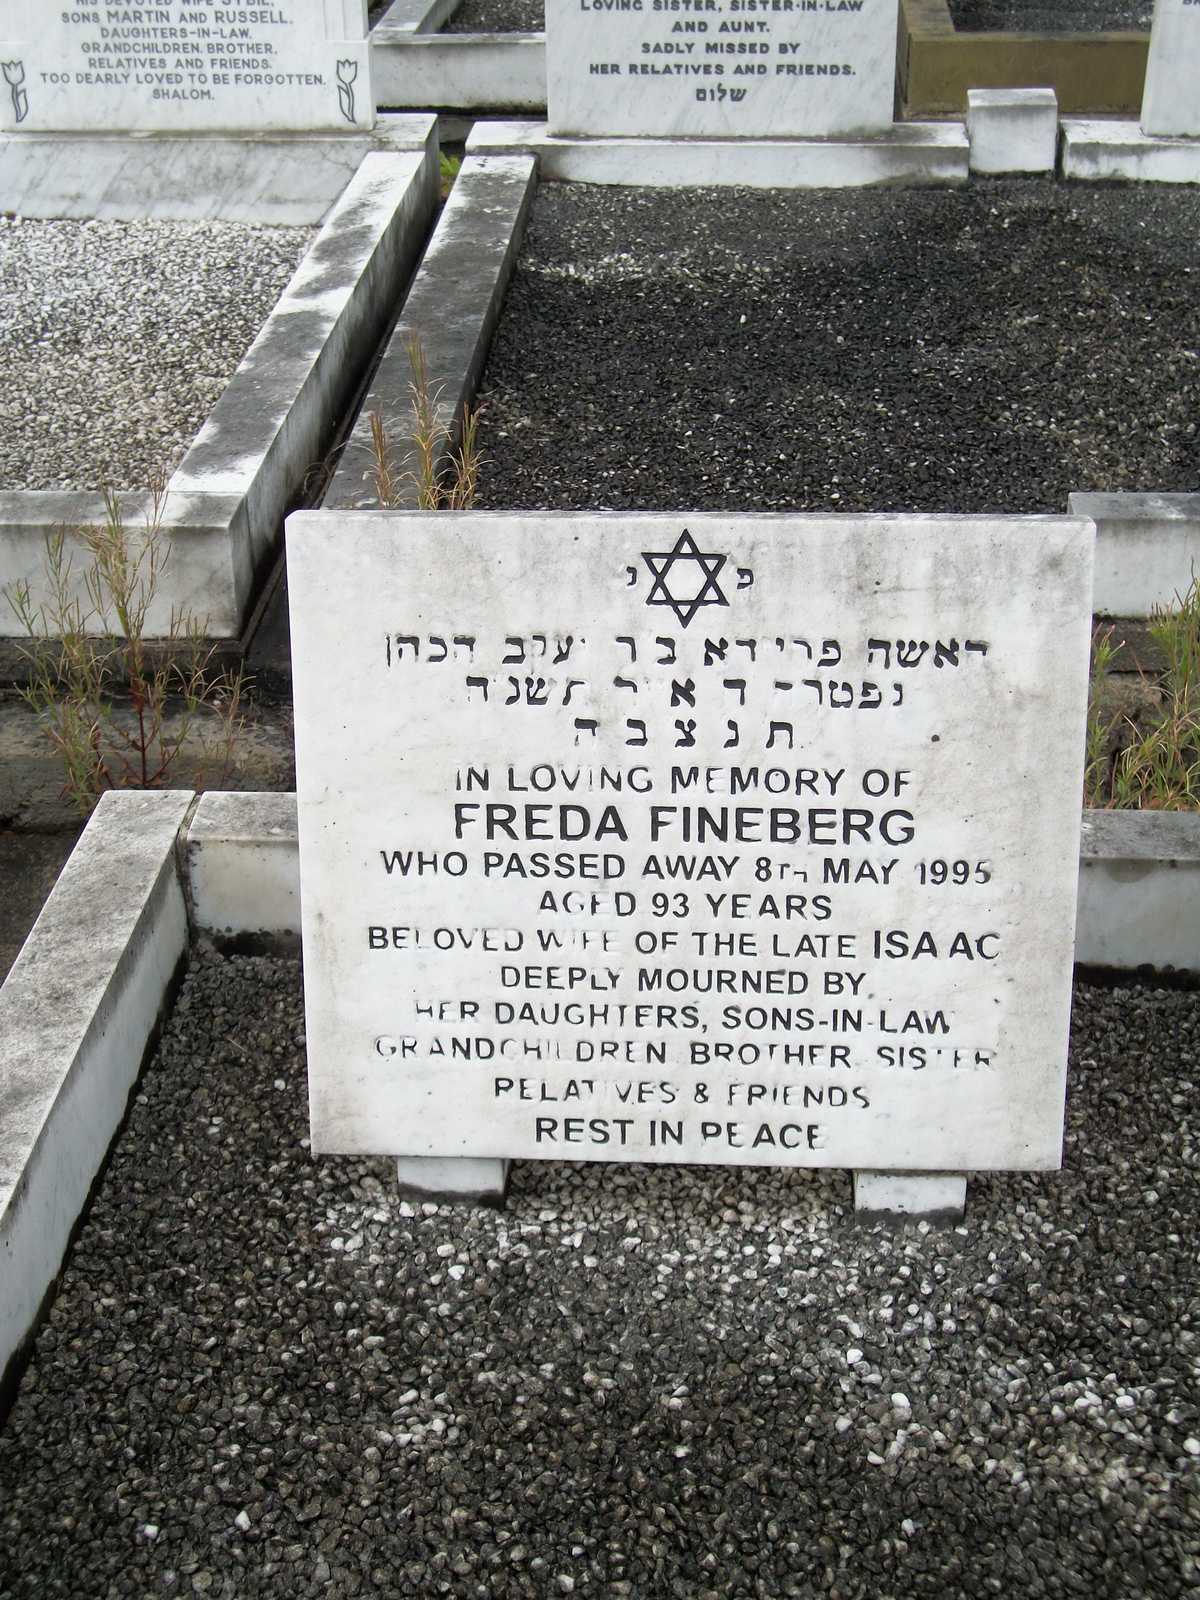 HIS DEVOTED WIFE SYBIL,
SONS MARTIN AND RUSSELL,
DAUGHTERS-IN-LAW,
GRANDCHILDREN, BROTHER,
RELATIVES AND FRIENDS.
TOO DEARLY LOVED TO BE FORGOTTEN.
SHALOM.
LOVING SISTER, SISTER-IN-LAW
AND AUNT.
SADLY MISSED BY
HER RELATIVES AND FRIENDS.
שלום
פ נ
האשה פרידא בר יעקב הכהן
נפטרה ח אייר תשנ״ה
ת נ צ ב ה
IN LOVING MEMORY OF
FREDA FINEBERG
WHO PASSED AWAY 8TH MAY 1995
AGED 93 YEARS
BELOVED WIFE OF THE LATE ISAAC
DEEPLY MOURNED BY
HER DAUGHTERS, SONS-IN-LAW
GRANDCHILDREN, BROTHER, SISTER
RELATIVES & FRIENDS
REST IN PEACE